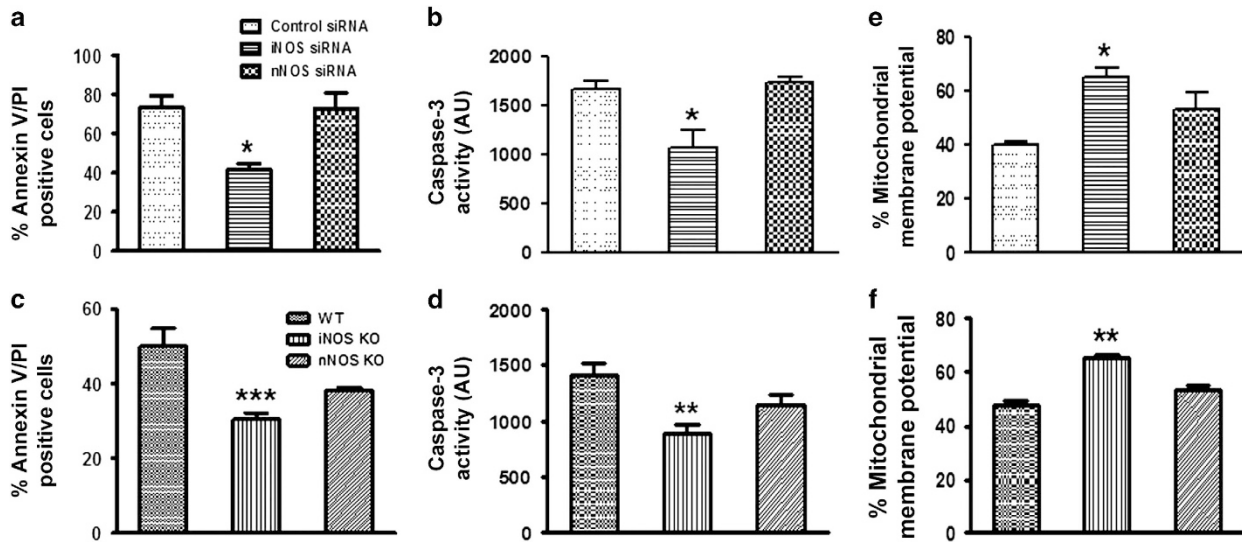 a
Control siRNA
iNOS siRNA
nNOS siRNA
% Annexin V/PI
positive cels
100
80
60
40
20
0
*
b
Caspase-3
activity (AU)
2000
1500
1000
500
0
*
e
% Mitochondrial
membrane potential
80
60
40
20
0
*
c
WT
iNOS KO
nNOS KO
% Annexin V/PI
positive cells
60
40
20
0
***
d
Caspase-3
activity (AU)
2000
1500
1000
500
0
**
f
% Mitochondrial
membrane potential
80
60
40
20
0
**